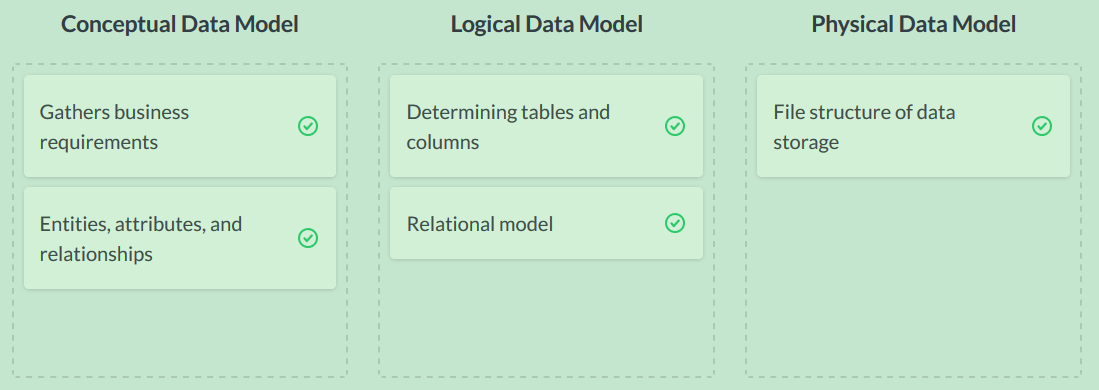 Conceptual Data Model
Logical Data Model
Physical Data Model
Gathers business
requirements
Entities, attributes, and
relationships
Determining tables and
columns
Relational model
File structure of data
storage